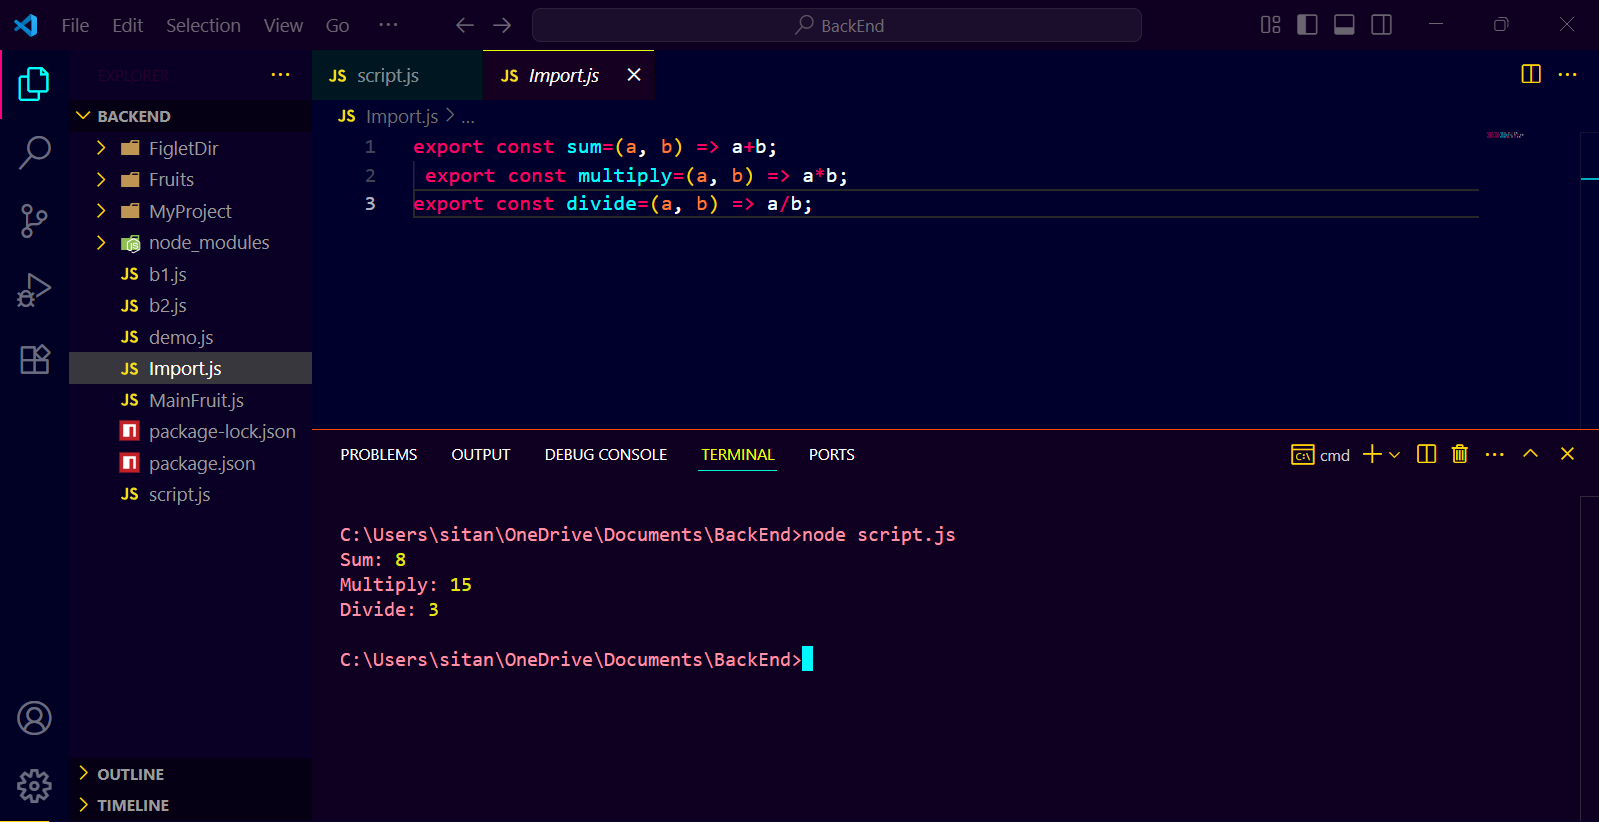 File Edit Selection View Go ··· BackEnd
EXPLORER ···
JS script.js JS Import.js
BACKEND
JS Import.js > ...
FigletDir
Fruits
MyProject
node_modules
JS b1.js
JS b2.js
JS demo.js
JS Import.js
JS MainFruit.js
package-lock.json
package.json
JS script.js
OUTLINE
TIMELINE
1 export const sum=(a, b) => a+b;
2 export const multiply=(a, b) => a*b;
3 export const divide=(a, b) => a/b;
PROBLEMS OUTPUT DEBUG CONSOLE TERMINAL PORTS cmd
C:\Users\sitan\OneDrive\Documents\BackEnd>node script.js
Sum: 8
Multiply: 15
Divide: 3
C:\Users\sitan\OneDrive\Documents\BackEnd>